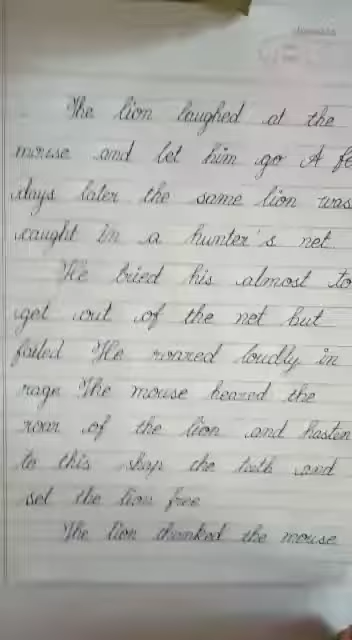 The lion laughed at the
mouse and let him go A fe
days later the same lion was
caught in a hunter's net
He tried his almost to
get out of the net but
failed He roared loudly in
rage The mouse heared the
roar of the lion and hasten
to this shap the teeth and
set the lion free
The lion thanked the mouse